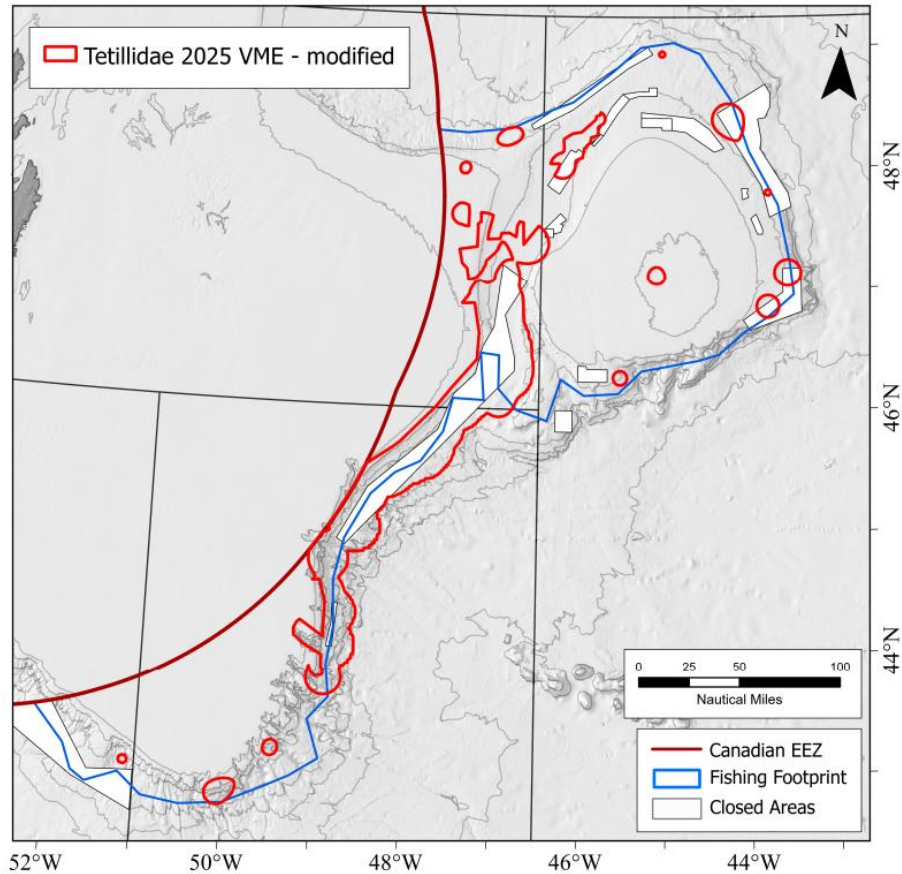 Tetillidae 2025 VME - modified
N
48°N
46°N
44°N
0 25 50 100
Nautical Miles
Canadian EEZ
Fishing Footprint
Closed Areas
52°W 50°W 48°W 46°W 44°W